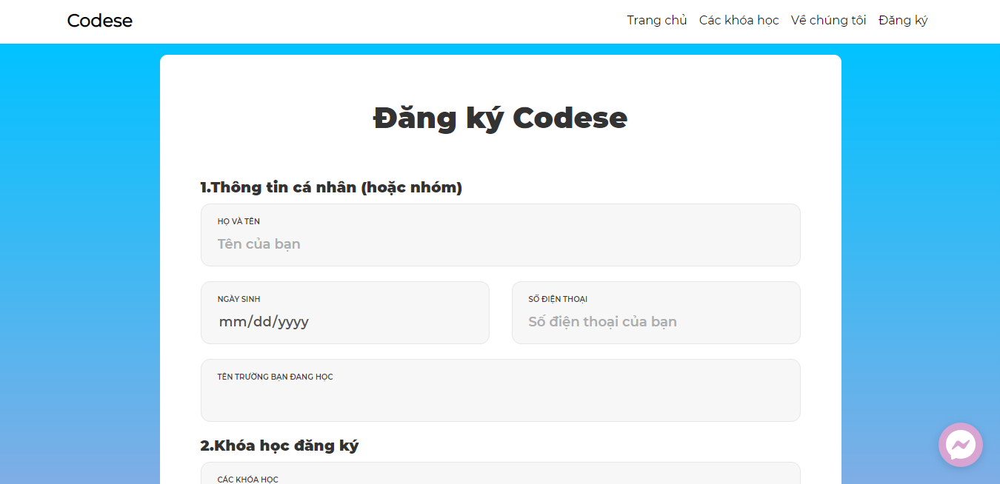 Codese
Trang chủ Các khóa học Về chúng tôi Đăng ký
Đăng ký Codese
1.Thông tin cá nhân (hoặc nhóm)
HỌ VÀ TÊN
Tên của bạn
NGÀY SINH
mm/dd/yyyy
SỐ ĐIỆN THOẠI
Số điện thoại của bạn
TÊN TRƯỜNG BẠN ĐANG HỌC
2.Khóa học đăng ký
CÁC KHÓA HỌC